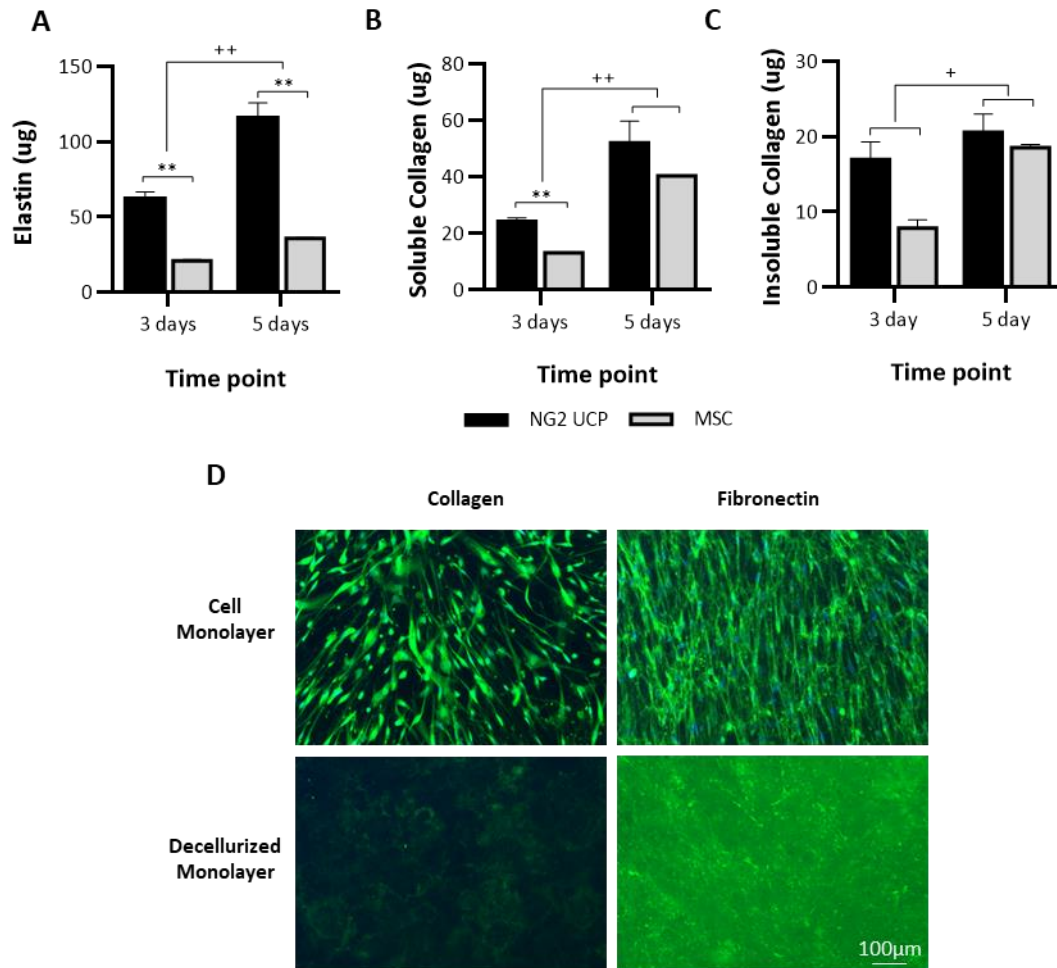 A
Elastin (ug)
150
100
50
0
++
**
**
3 days
5 days
Time point
B
Soluble Collagen (ug)
80
60
40
20
0
++
**
3 days
5 days
Time point
C
Insoluble Collagen (ug)
30
20
10
0
+
3 day
5 day
Time point
NG2 UCP
MSC
D
Collagen
Fibronectin
Cell
Monolayer
Decellurized
Monolayer
100µm